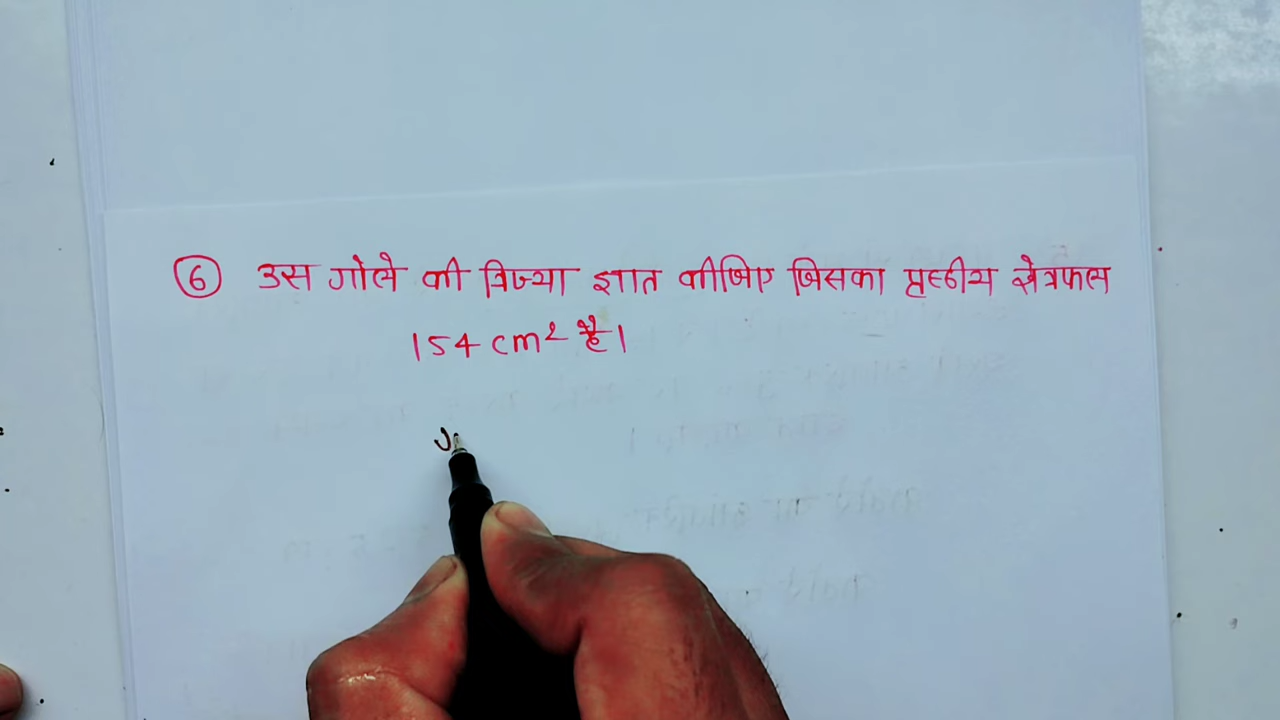 ⑥ उस गोले की त्रिज्या ज्ञात कीजिए जिसका पृष्ठीय क्षेत्रफल
154 cm² है।